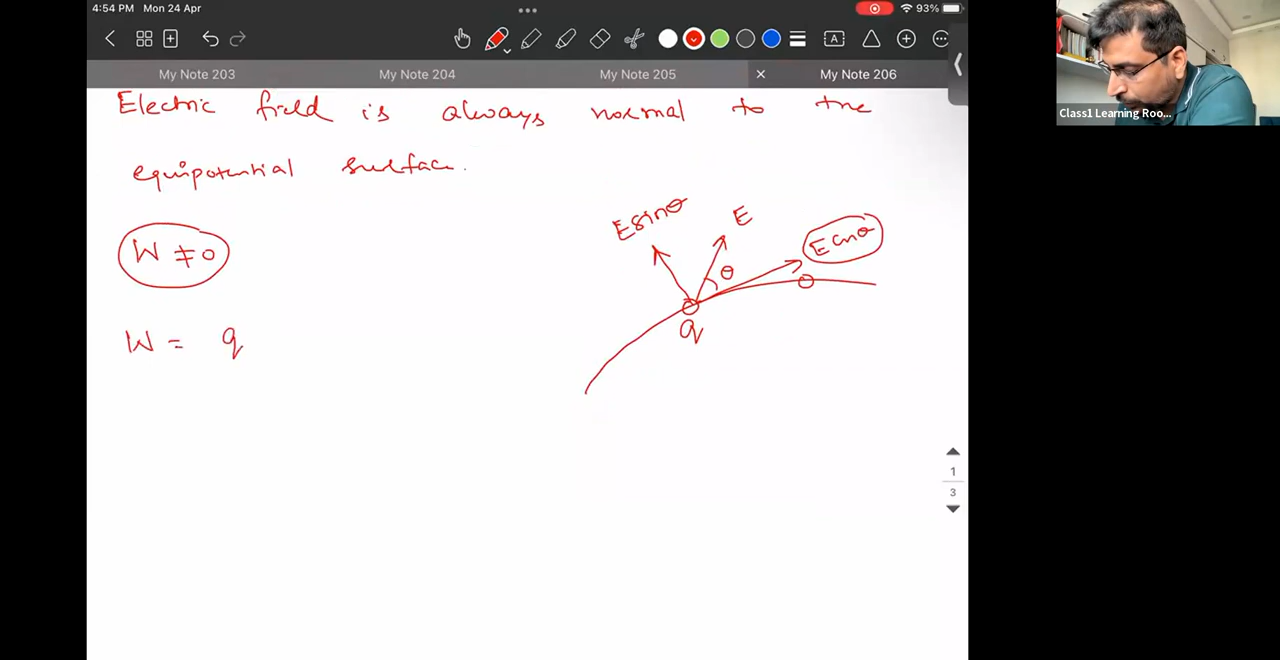 4:54 PM Mon 24 Apr
93%
My Note 203
My Note 204
My Note 205
My Note 206
Class1 Learning Roo...
Electric field is always normal to the
equipotential surface.
E sinθ
E
E cosθ
W ≠ 0
θ
q
W = q
1
3
A